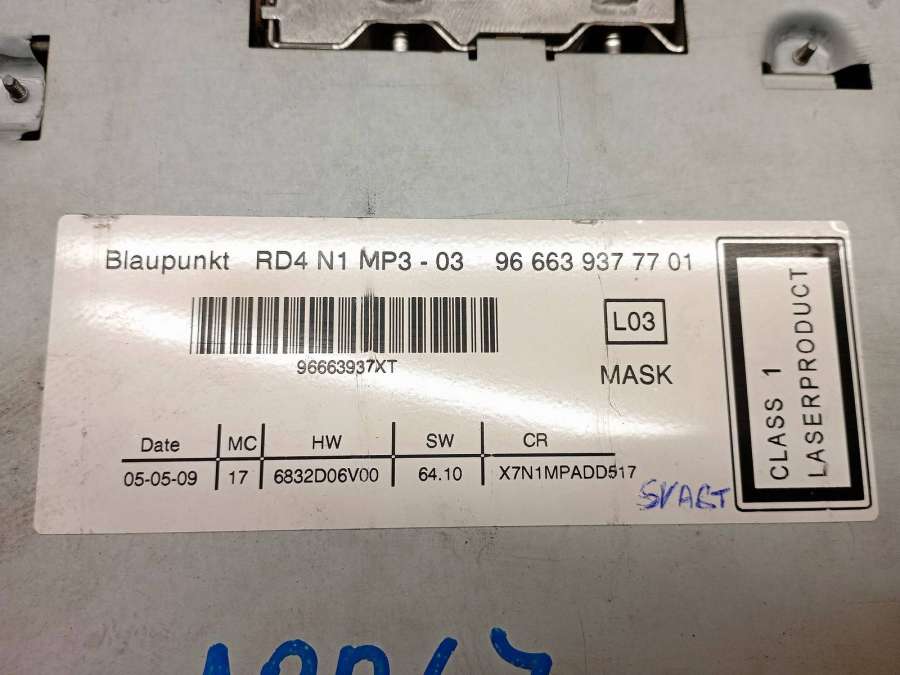 Blaupunkt RD4 N1 MP3 - 03 96 663 937 77 01
96663937XT
L03
MASK
CLASS 1
LASERPRODUCT
Date MC HW SW CR
05-05-09 17 6832D06V00 64.10 X7N1MPADD517
SVART